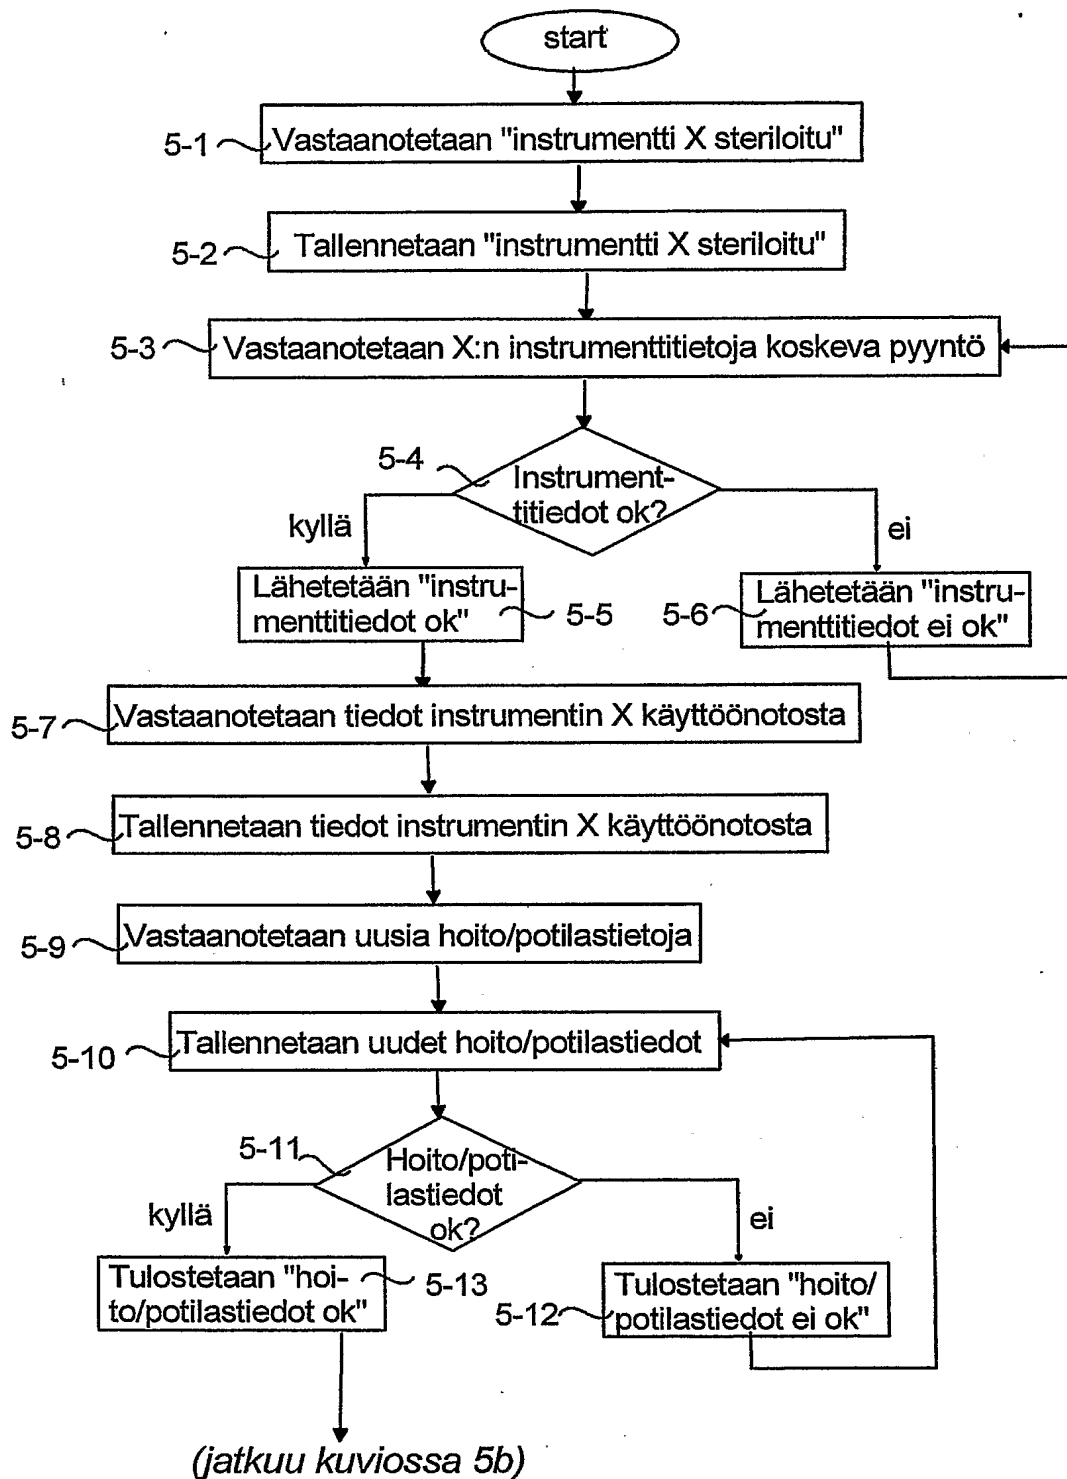 start
5-1 Vastaanotetaan "instrumentti X steriloitu"
5-2 Tallennetaan "instrumentti X steriloitu"
5-3 Vastaanotetaan X:n instrumenttitietoja koskeva pyyntö
5-4
Instrument-
titiedot ok?
kyllä
ei
Lähetetään "instru-
menttitiedot ok"
5-5
5-6
Lähetetään "instru-
menttitiedot ei ok"
5-7 Vastaanotetaan tiedot instrumentin X käyttöönotosta
5-8 Tallennetaan tiedot instrumentin X käyttöönotosta
5-9 Vastaanotetaan uusia hoito/potilastietoja
5-10 Tallennetaan uudet hoito/potilastiedot
5-11
Hoito/poti-
lastiedot
ok?
kyllä
ei
Tulostetaan "hoi-
to/potilastiedot ok"
5-13
5-12
Tulostetaan "hoito/
potilastiedot ei ok"
(jatkuu kuviossa 5b)